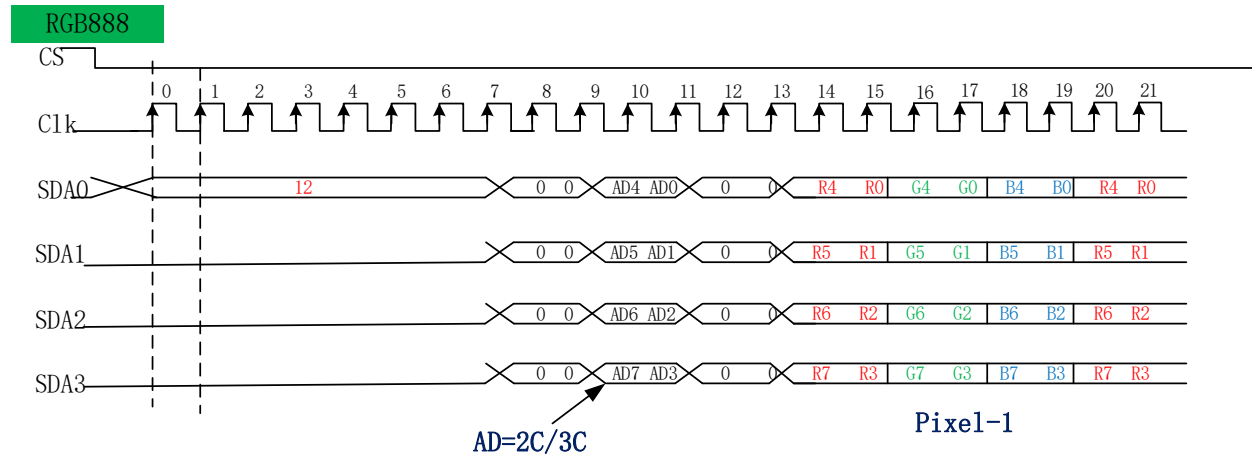 RGB888
CS
0 1 2 3 4 5 6 7 8 9 10 11 12 13 14 15 16 17 18 19 20 21
Clk
SDA0 12 0 0 AD4 AD0 0 0 R4 R0 G4 G0 B4 B0 R4 R0
SDA1 0 0 AD5 AD1 0 0 R5 R1 G5 G1 B5 B1 R5 R1
SDA2 0 0 AD6 AD2 0 0 R6 R2 G6 G2 B6 B2 R6 R2
SDA3 0 0 AD7 AD3 0 0 R7 R3 G7 G3 B7 B3 R7 R3
Pixel-1
AD=2C/3C